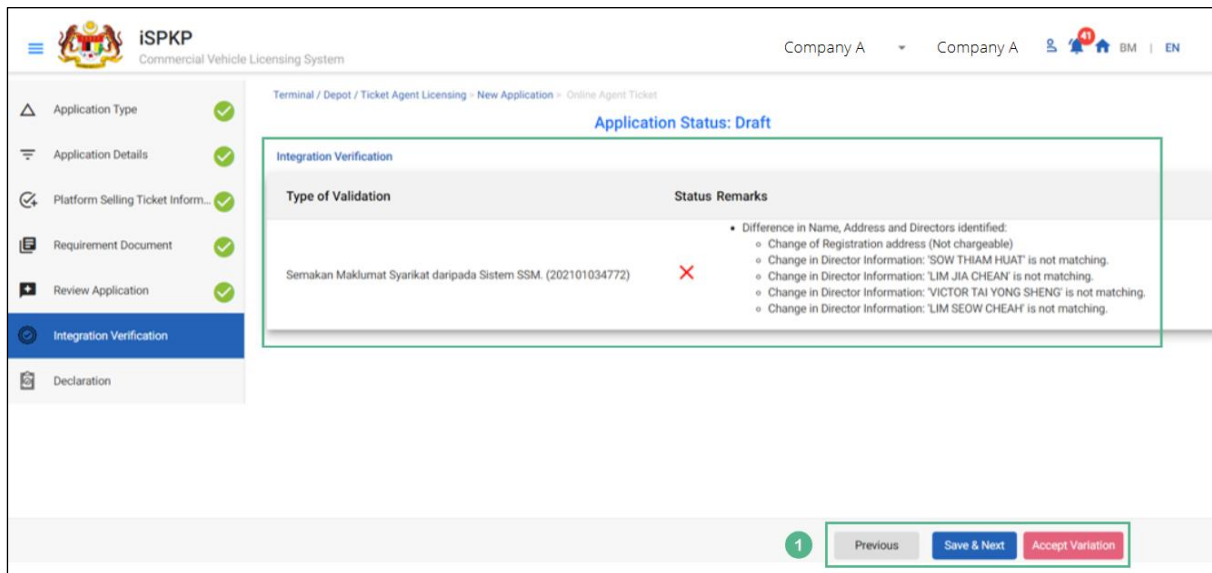 iSPKP
Commercial Vehicle Licensing System
Company A
Company A
41
BM | EN
Application Type
Application Details
Platform Selling Ticket Inform...
Requirement Document
Review Application
Integration Verification
Declaration
Terminal / Depot / Ticket Agent Licensing > New Application > Online Agent Ticket
Application Status: Draft
Integration Verification
Type of Validation
Status Remarks
Semakan Maklumat Syarikat daripada Sistem SSM. (202101034772)
Difference in Name, Address and Directors identified:
Change of Registration address (Not chargeable)
Change in Director Information: 'SOW THIAM HUAT' is not matching.
Change in Director Information: 'LIM JIA CHEAN' is not matching.
Change in Director Information: 'VICTOR TAI YONG SHENG' is not matching.
Change in Director Information: 'LIM SEOW CHEAH' is not matching.
1
Previous
Save & Next
Accept Variation